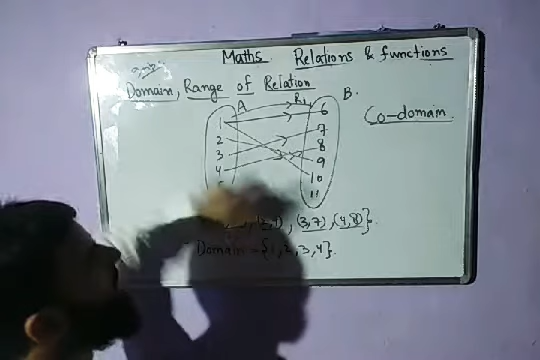 Maths. Relations & functions
Domain, Range of Relation
A R1 B.
Co-domain.
1 6
2 7
3 8
4 9
10
11
, (3,7), (4,8)}.
Domain = {1,2,3,4}.